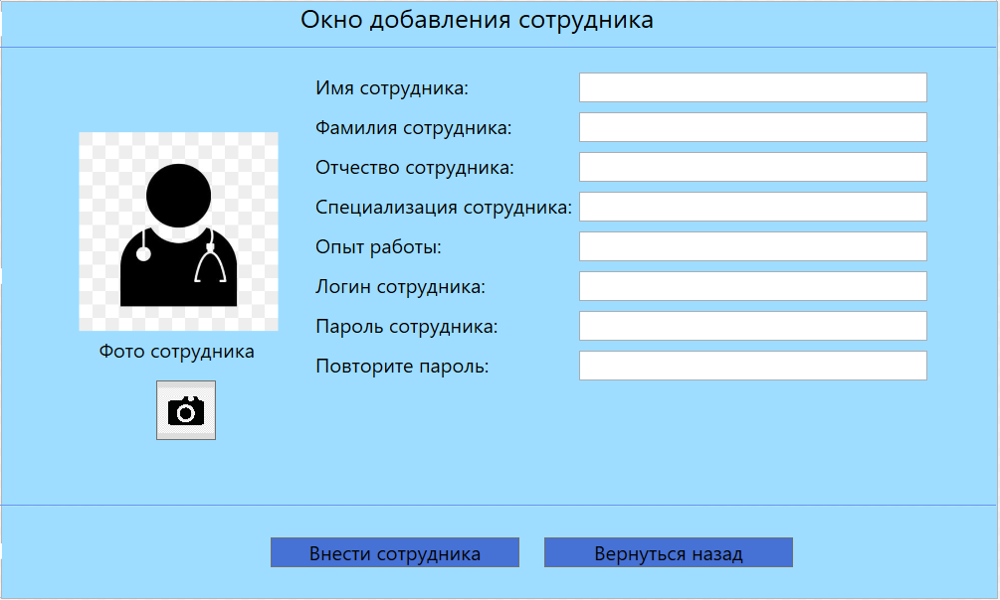 Окно добавления сотрудника
Имя сотрудника:
Фамилия сотрудника:
Отчество сотрудника:
Специализация сотрудника:
Опыт работы:
Логин сотрудника:
Пароль сотрудника:
Повторите пароль:
Фото сотрудника
Внести сотрудника
Вернуться назад